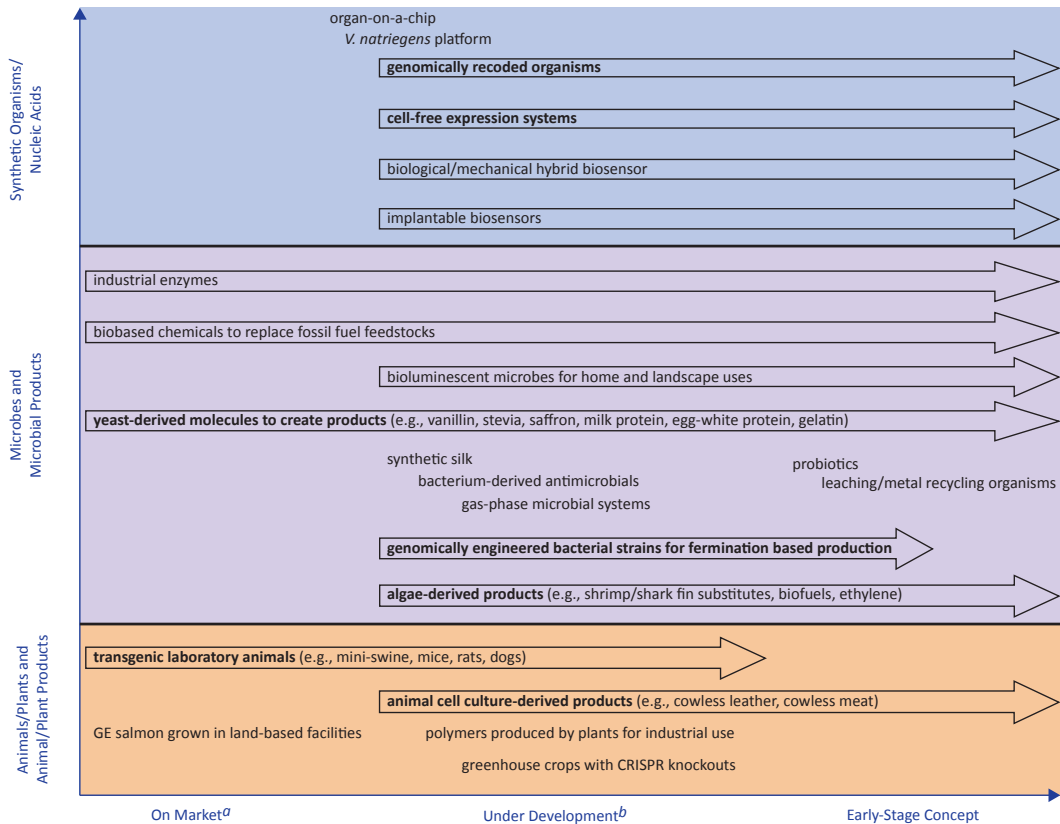 Synthetic Organisms/
Nucleic Acids
organ-on-a-chip
V. natriegens platform
genomically recoded organisms
cell-free expression systems
biological/mechanical hybrid biosensor
implantable biosensors
Microbes and
Microbial Products
industrial enzymes
biobased chemicals to replace fossil fuel feedstocks
bioluminescent microbes for home and landscape uses
yeast-derived molecules to create products (e.g., vanillin, stevia, saffron, milk protein, egg-white protein, gelatin)
synthetic silk
bacterium-derived antimicrobials
gas-phase microbial systems
probiotics
leaching/metal recycling organisms
genomically engineered bacterial strains for fermination based production
algae-derived products (e.g., shrimp/shark fin substitutes, biofuels, ethylene)
Animals/Plants and
Animal/Plant Products
transgenic laboratory animals (e.g., mini-swine, mice, rats, dogs)
animal cell culture-derived products (e.g., cowless leather, cowless meat)
GE salmon grown in land-based facilities
polymers produced by plants for industrial use
greenhouse crops with CRISPR knockouts
On Market a
Under Development b
Early-Stage Concept